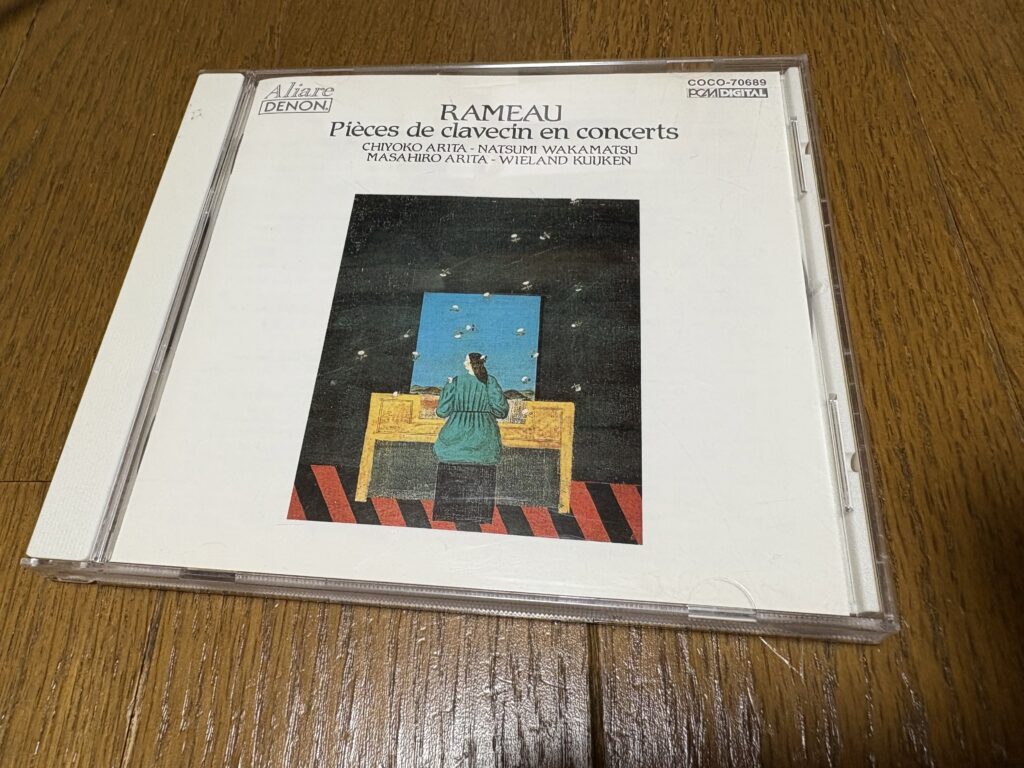 Aliare
DENON
COCO-70689
PCM DIGITAL
RAMEAU
Pièces de clavecin en concerts
CHIYOKO ARITA - NATSUMI WAKAMATSU
MASAHIRO ARITA - WIELAND KUIJKEN